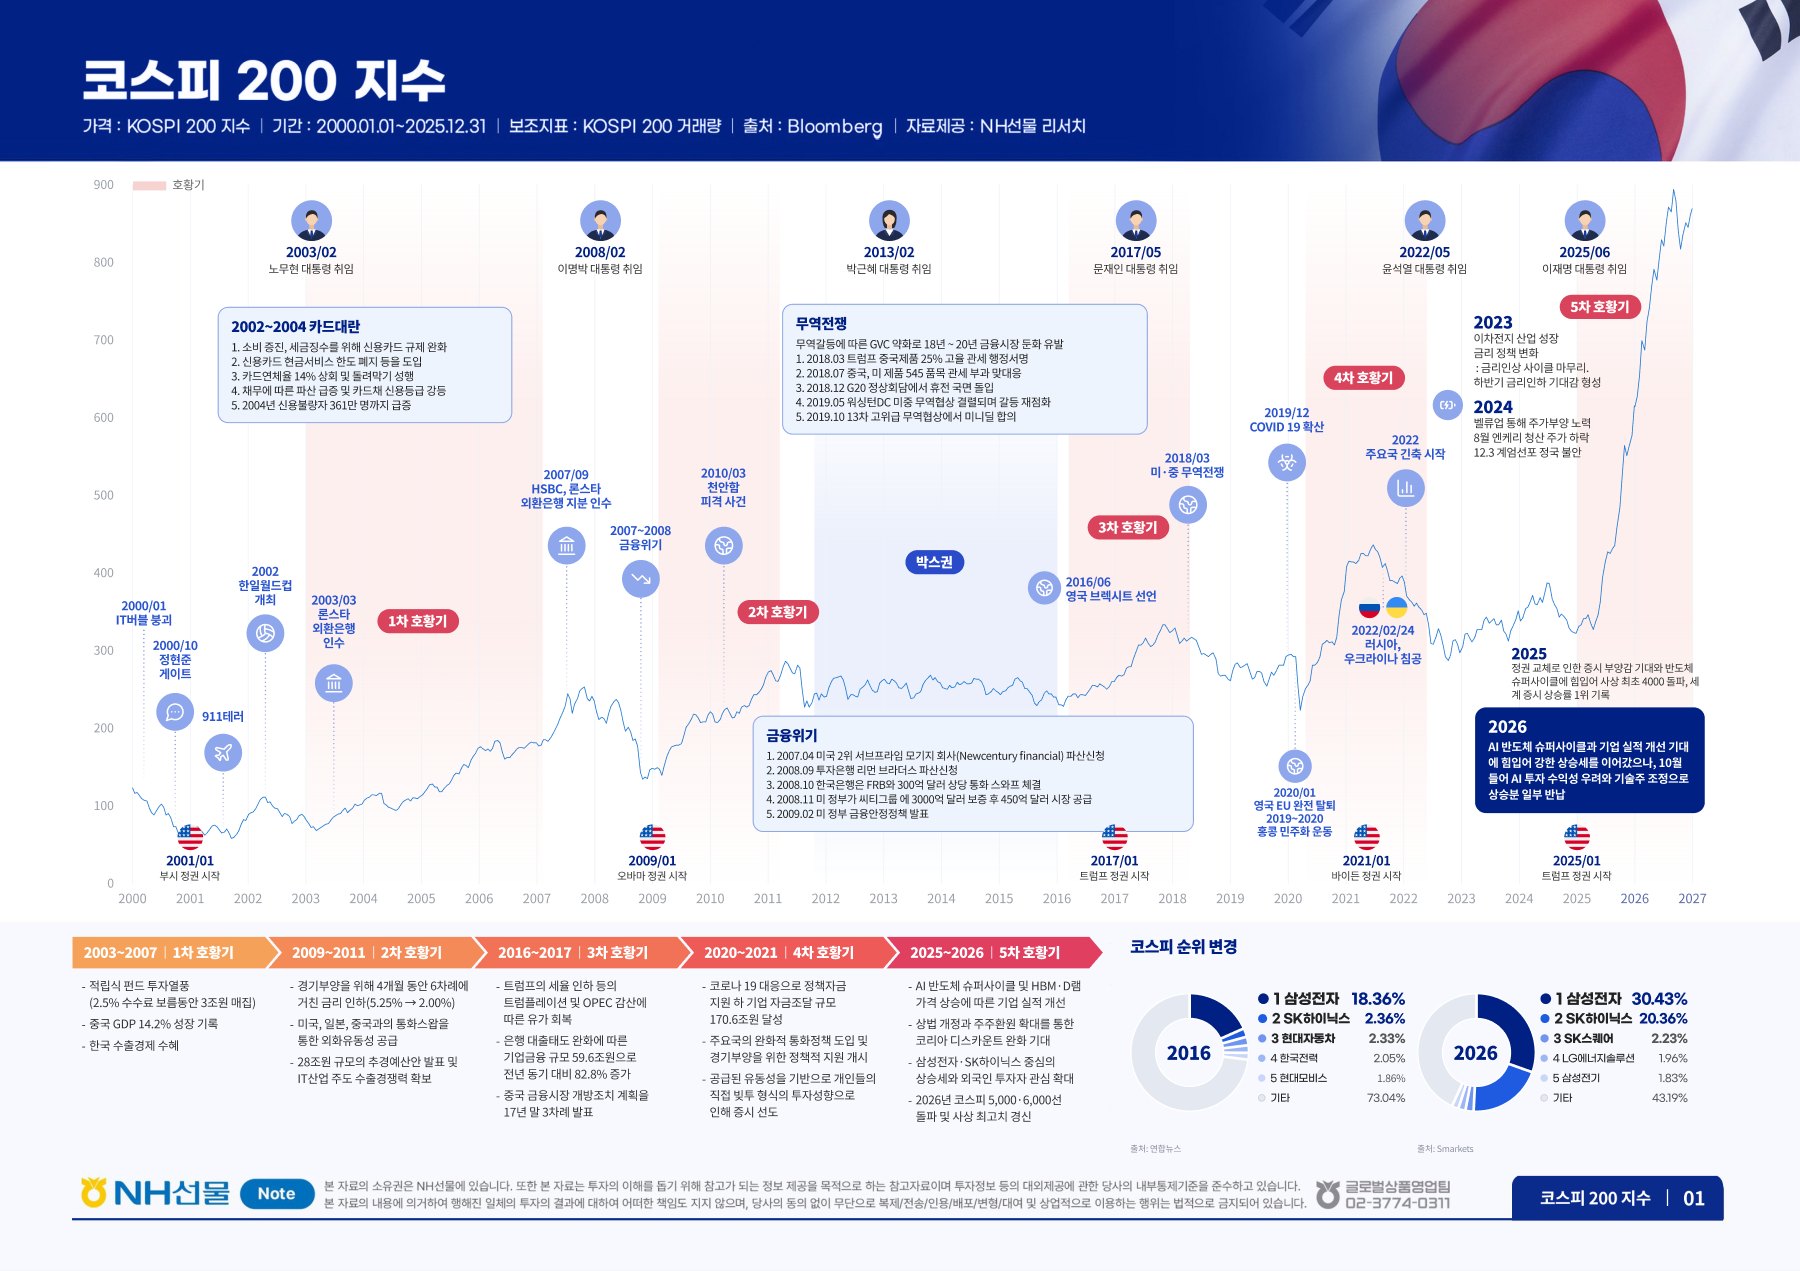 코스피 200 지수
가격 : KOSPI 200 지수 | 기간 : 2000.01.01~2025.12.31 | 보조지표 : KOSPI 200 거래량 | 출처 : Bloomberg | 자료제공 : NH선물 리서치
호황기
900
800
700
600
500
400
300
200
100
0
2003/02
노무현 대통령 취임
2008/02
이명박 대통령 취임
2013/02
박근혜 대통령 취임
2017/05
문재인 대통령 취임
2022/05
윤석열 대통령 취임
2025/06
이재명 대통령 취임
2002~2004 카드대란
1. 소비 증진, 세금징수를 위해 신용카드 규제 완화
2. 신용카드 현금서비스 한도 폐지 등을 도입
3. 카드연체율 14% 상회 및 돌려막기 성행
4. 채무에 따른 파산 급증 및 카드채 신용등급 강등
5. 2004년 신용불량자 361만 명까지 급증
무역전쟁
무역갈등에 따른 GVC 약화로 18년 ~ 20년 금융시장 둔화 유발
1. 2018.03 트럼프 중국제품 25% 고율 관세 행정서명
2. 2018.07 중국, 미 제품 545 품목 관세 부과 맞대응
3. 2018.12 G20 정상회담에서 휴전 국면 돌입
4. 2019.05 워싱턴DC 미중 무역협상 결렬되며 갈등 재점화
5. 2019.10 13차 고위급 무역협상에서 미니딜 합의
5차 호황기
2023
이차전지 산업 성장
금리 정책 변화
: 금리인상 사이클 마무리.
하반기 금리인하 기대감 형성
2024
벨류업 통해 주가부양 노력
8월 엔케리 청산 주가 하락
12.3 계엄선포 정국 불안
4차 호황기
2019/12
COVID 19 확산
2022
주요국 긴축 시작
2018/03
미·중 무역전쟁
3차 호황기
2007/09
HSBC, 론스타
외환은행 지분 인수
2007~2008
금융위기
2010/03
천안함
피격 사건
박스권
2016/06
영국 브렉시트 선언
2차 호황기
1차 호황기
2000/01
IT버블 붕괴
2000/10
정현준
게이트
911테러
2002
한일월드컵
개최
2003/03
론스타
외환은행
인수
2022/02/24
러시아,
우크라이나 침공
2025
정권 교체로 인한 증시 부양감 기대와 반도체
슈퍼사이클에 힘입어 사상 최초 4000 돌파, 세
계 증시 상승률 1위 기록
2026
AI 반도체 슈퍼사이클과 기업 실적 개선 기대
에 힘입어 강한 상승세를 이어갔으나, 10월
들어 AI 투자 수익성 우려와 기술주 조정으로
상승분 일부 반납
금융위기
1. 2007.04 미국 2위 서브프라임 모기지 회사(Newcentury financial) 파산신청
2. 2008.09 투자은행 리먼 브라더스 파산신청
3. 2008.10 한국은행은 FRB와 300억 달러 상당 통화 스와프 체결
4. 2008.11 미 정부가 씨티그룹 에 3000억 달러 보증 후 450억 달러 시장 공급
5. 2009.02 미 정부 금융안정정책 발표
2020/01
영국 EU 완전 탈퇴
2019~2020
홍콩 민주화 운동
2001/01
부시 정권 시작
2009/01
오바마 정권 시작
2017/01
트럼프 정권 시작
2021/01
바이든 정권 시작
2025/01
트럼프 정권 시작
2000 2001 2002 2003 2004 2005 2006 2007 2008 2009 2010 2011 2012 2013 2014 2015 2016 2017 2018 2019 2020 2021 2022 2023 2024 2025 2026 2027
2003~2007 | 1차 호황기
- 적립식 펀드 투자열풍
(2.5% 수수료 보름동안 3조원 매집)
- 중국 GDP 14.2% 성장 기록
- 한국 수출경제 수혜
2009~2011 | 2차 호황기
- 경기부양을 위해 4개월 동안 6차례에
거친 금리 인하(5.25% → 2.00%)
- 미국, 일본, 중국과의 통화스왑을
통한 외화유동성 공급
- 28조원 규모의 추경예산안 발표 및
IT산업 주도 수출경쟁력 확보
2016~2017 | 3차 호황기
- 트럼프의 세율 인하 등의
트럼플레이션 및 OPEC 감산에
따른 유가 회복
- 은행 대출태도 완화에 따른
기업금융 규모 59.6조원으로
전년 동기 대비 82.8% 증가
- 중국 금융시장 개방조치 계획을
17년 말 3차례 발표
2020~2021 | 4차 호황기
- 코로나 19 대응으로 정책자금
지원 하 기업 자금조달 규모
170.6조원 달성
- 주요국의 완화적 통화정책 도입 및
경기부양을 위한 정책적 지원 개시
- 공급된 유동성을 기반으로 개인들의
직접 빚투 형식의 투자성향으로
인해 증시 선도
2025~2026 | 5차 호황기
- AI 반도체 슈퍼사이클 및 HBM·D램
가격 상승에 따른 기업 실적 개선
- 상법 개정과 주주환원 확대를 통한
코리아 디스카운트 완화 기대
- 삼성전자·SK하이닉스 중심의
상승세와 외국인 투자자 관심 확대
- 2026년 코스피 5,000·6,000선
돌파 및 사상 최고치 경신
코스피 순위 변경
2016
1 삼성전자 18.36%
2 SK하이닉스 2.36%
3 현대자동차 2.33%
4 한국전력 2.05%
5 현대모비스 1.86%
기타 73.04%
출처: 연합뉴스
2026
1 삼성전자 30.43%
2 SK하이닉스 20.36%
3 SK스퀘어 2.23%
4 LG에너지솔루션 1.96%
5 삼성전기 1.83%
기타 43.19%
출처: Smarkets
NH선물 Note
본 자료의 소유권은 NH선물에 있습니다. 또한 본 자료는 투자의 이해를 돕기 위해 참고가 되는 정보 제공을 목적으로 하는 참고자료이며 투자정보 등의 대외제공에 관한 당사의 내부통제기준을 준수하고 있습니다.
본 자료의 내용에 의거하여 행해진 일체의 투자의 결과에 대하여 어떠한 책임도 지지 않으며, 당사의 동의 없이 무단으로 복제/전송/인용/배포/변형/대여 및 상업적으로 이용하는 행위는 법적으로 금지되어 있습니다.
글로벌상품영업팀
02-3774-0311
코스피 200 지수 | 01